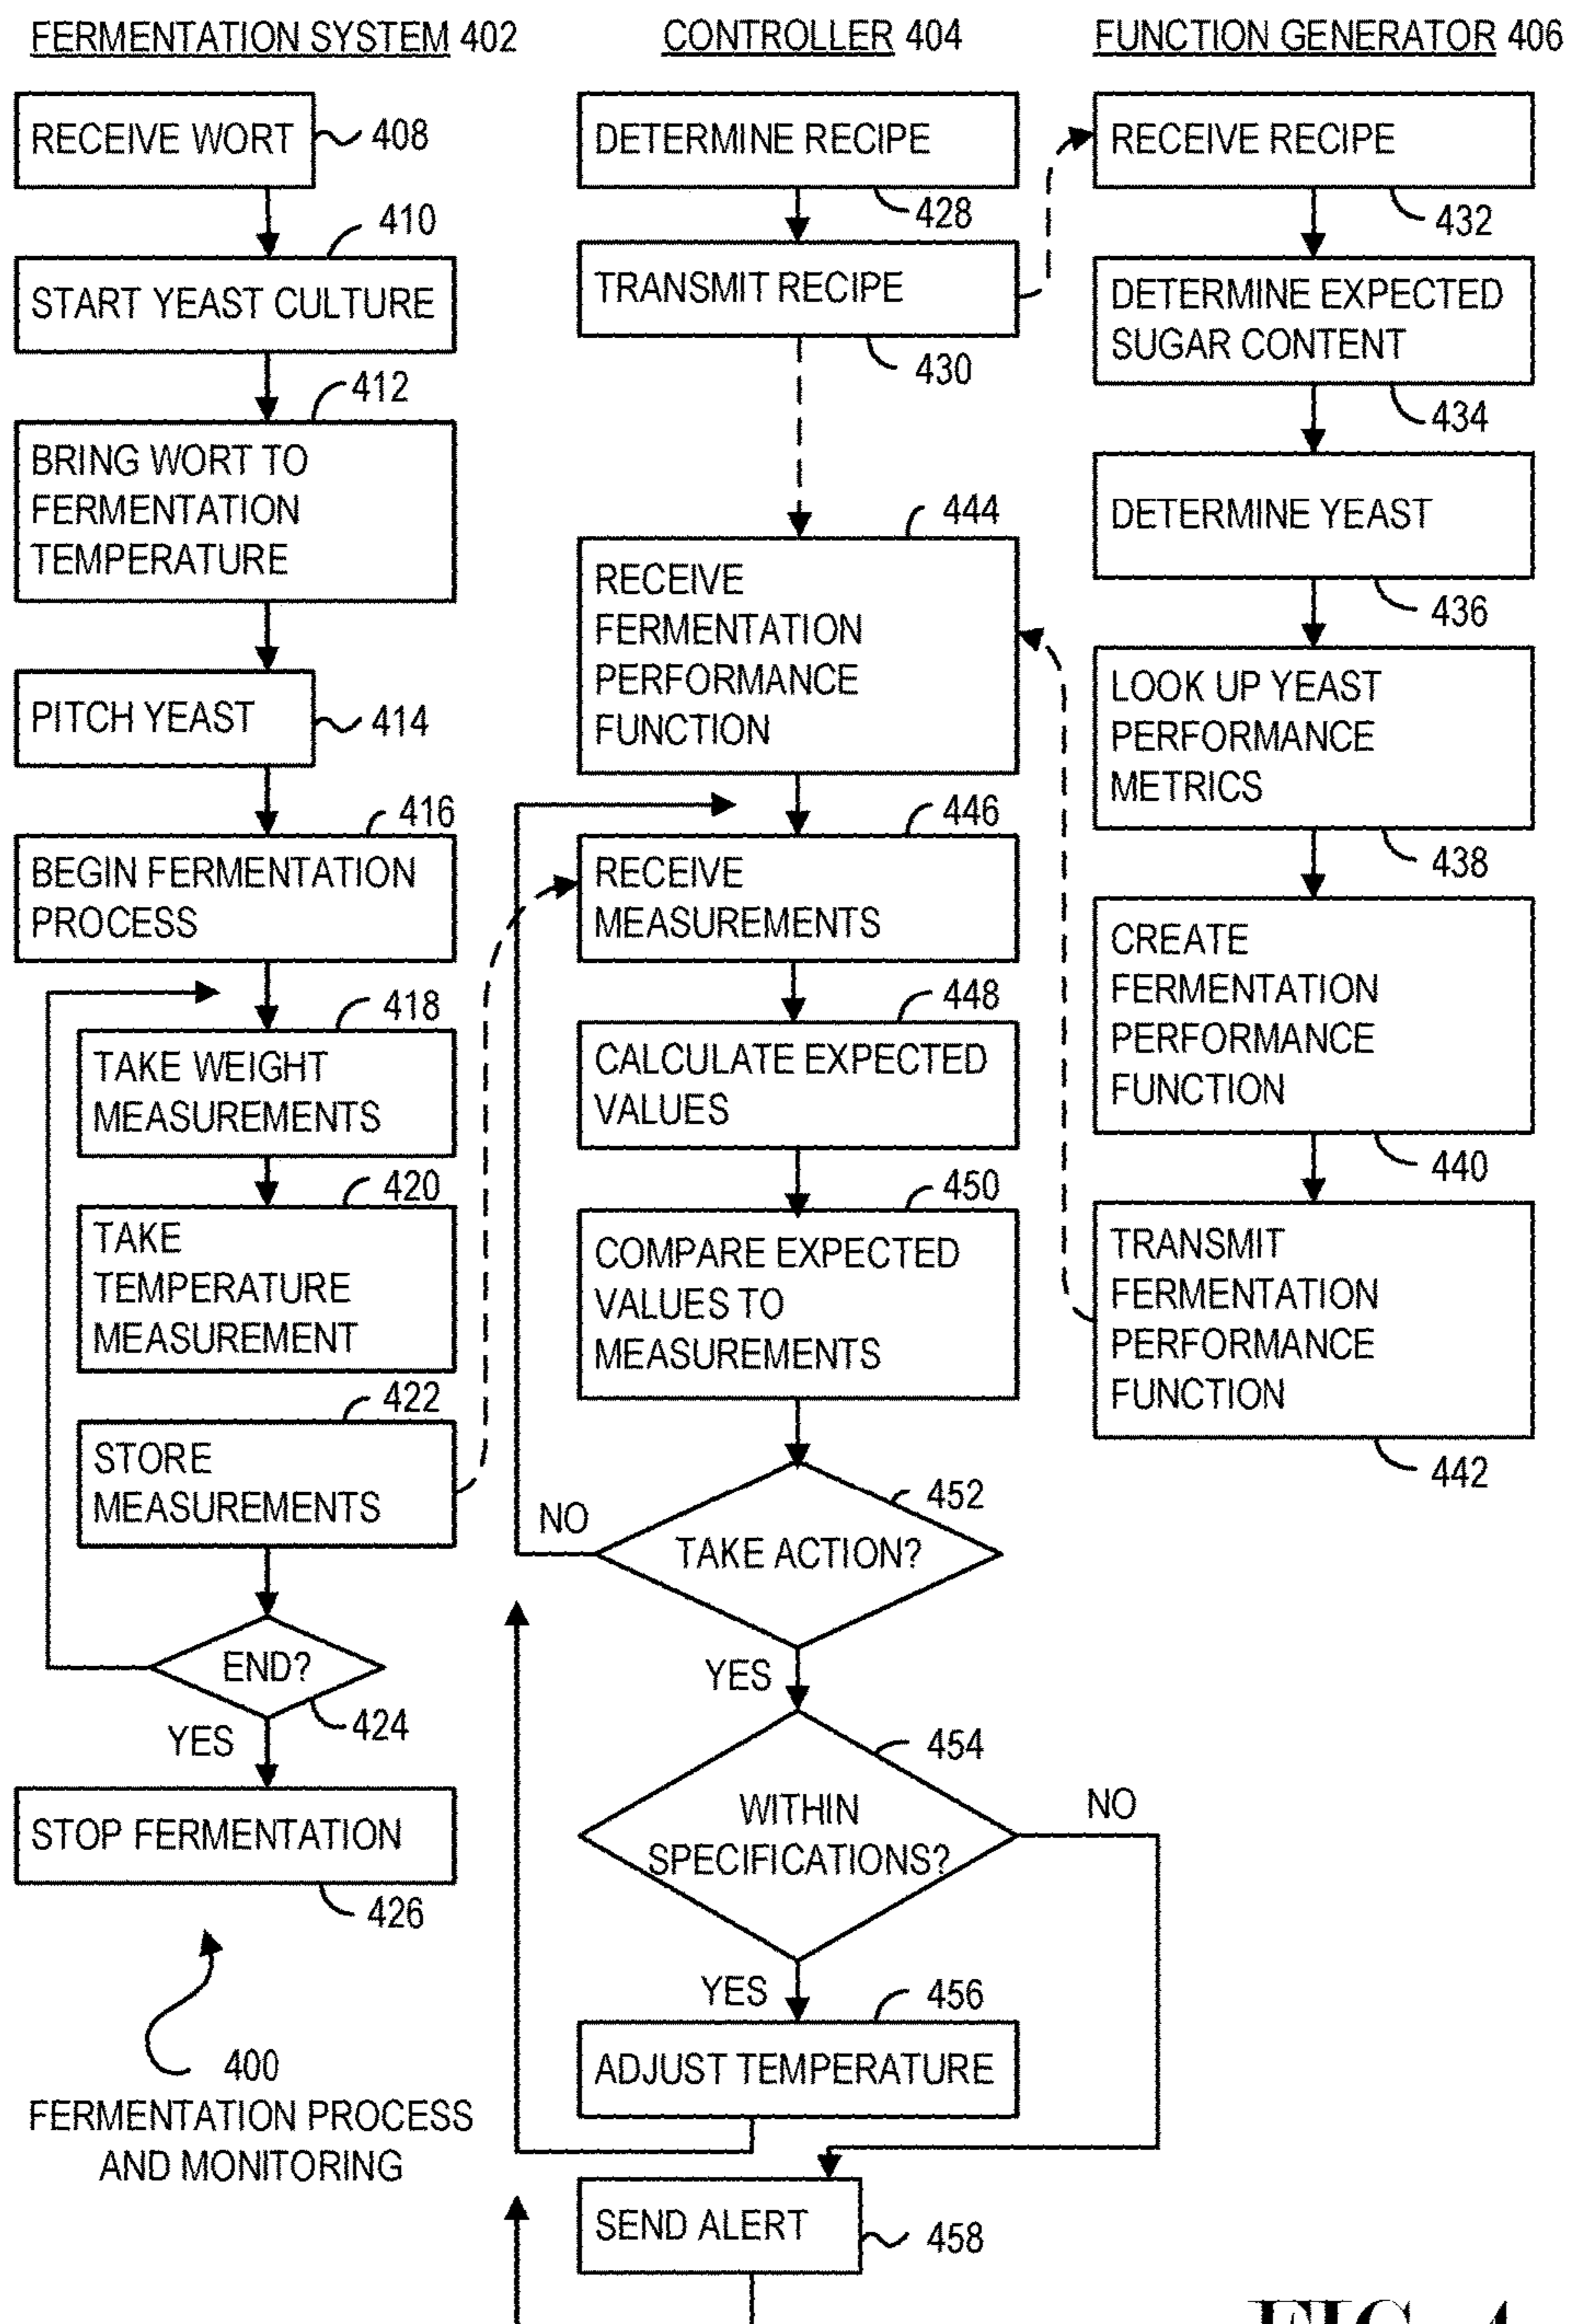 FERMENTATION SYSTEM 402
RECEIVE WORT
408
410
START YEAST CULTURE
412
BRING WORT TO
FERMENTATION
TEMPERATURE
PITCH YEAST
414
416
BEGIN FERMENTATION
PROCESS
418
TAKE WEIGHT
MEASUREMENTS
420
TAKE
TEMPERATURE
MEASUREMENT
422
STORE
MEASUREMENTS
END?
424
YES
STOP FERMENTATION
426
400
FERMENTATION PROCESS
AND MONITORING
CONTROLLER 404
DETERMINE RECIPE
428
TRANSMIT RECIPE
430
444
RECEIVE
FERMENTATION
PERFORMANCE
FUNCTION
446
RECEIVE
MEASUREMENTS
448
CALCULATE EXPECTED
VALUES
450
COMPARE EXPECTED
VALUES TO
MEASUREMENTS
452
NO
TAKE ACTION?
YES
454
WITHIN
SPECIFICATIONS?
NO
YES
456
ADJUST TEMPERATURE
SEND ALERT
458
FUNCTION GENERATOR 406
RECEIVE RECIPE
432
DETERMINE EXPECTED
SUGAR CONTENT
434
DETERMINE YEAST
436
LOOK UP YEAST
PERFORMANCE
METRICS
438
CREATE
FERMENTATION
PERFORMANCE
FUNCTION
440
TRANSMIT
FERMENTATION
PERFORMANCE
FUNCTION
442